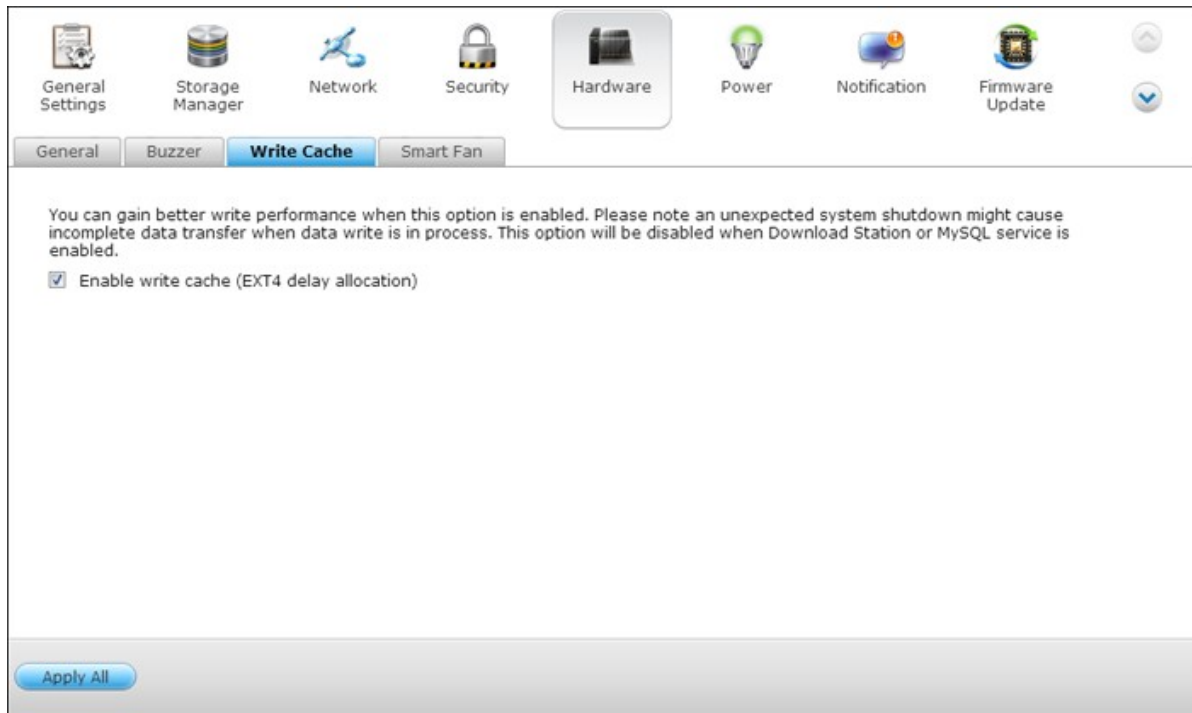 General
Settings
Storage
Manager
Network
Security
Hardware
Power
Notification
Firmware
Update
General
Buzzer
Write Cache
Smart Fan
You can gain better write performance when this option is enabled. Please note an unexpected system shutdown might cause
incomplete data transfer when data write is in process. This option will be disabled when Download Station or MySQL service is
enabled.
Enable write cache (EXT4 delay allocation)
Apply All